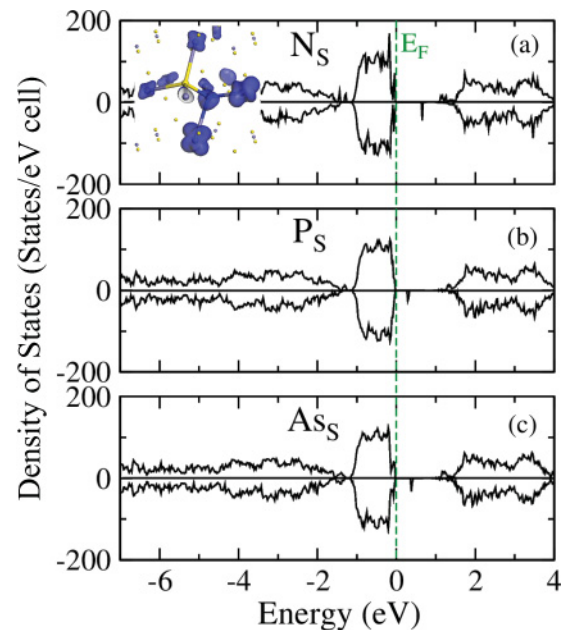 Density of States (States/eV cell)
200
0
-200
N_S
E_F
(a)
200
0
-200
P_S
(b)
200
0
-200
As_S
(c)
-6 -4 -2 0 2 4
Energy (eV)